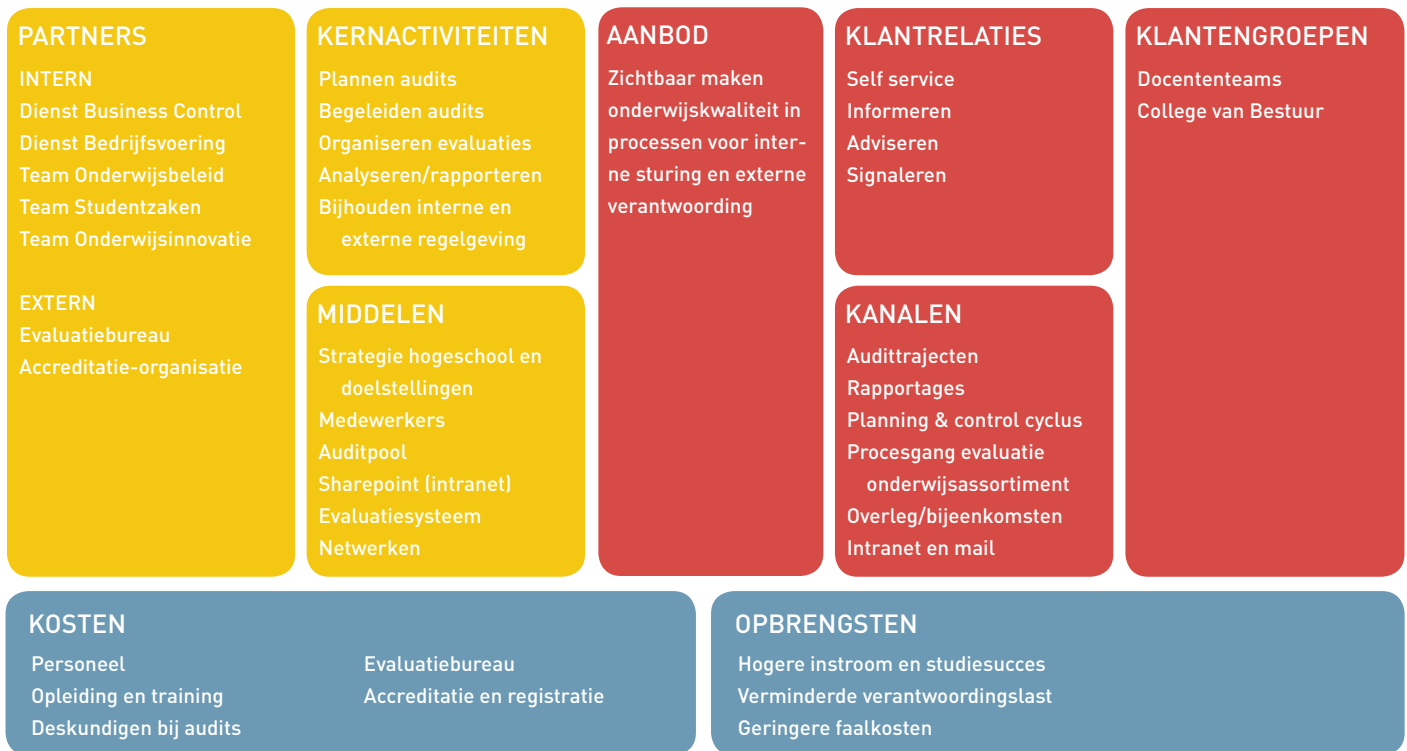 PARTNERS
INTERN
Dienst Business Control
Dienst Bedrijfsvoering
Team Onderwijsbeleid
Team Studentzaken
Team Onderwijsinnovatie
EXTERN
Evaluatiebureau
Accreditatie-organisatie
KERNACTIVITEITEN
Plannen audits
Begeleiden audits
Organiseren evaluaties
Analyseren/rapporteren
Bijhouden interne en
externe regelgeving
MIDDELEN
Strategie hogeschool en
doelstellingen
Medewerkers
Auditpool
Sharepoint (intranet)
Evaluatiesysteem
Netwerken
AANBOD
Zichtbaar maken
onderwijskwaliteit in
processen voor inter-
ne sturing en externe
verantwoording
KLANTRELATIES
Self service
Informeren
Adviseren
Signaleren
KANALEN
Audittrajecten
Rapportages
Planning & control cyclus
Procesgang evaluatie
onderwijsassortiment
Overleg/bijeenkomsten
Intranet en mail
KLANTENGROEPEN
Docententeams
College van Bestuur
KOSTEN
Personeel
Opleiding en training
Deskundigen bij audits
Evaluatiebureau
Accreditatie en registratie
OPBRENGSTEN
Hogere instroom en studiesucces
Verminderde verantwoordingslast
Geringere faalkosten